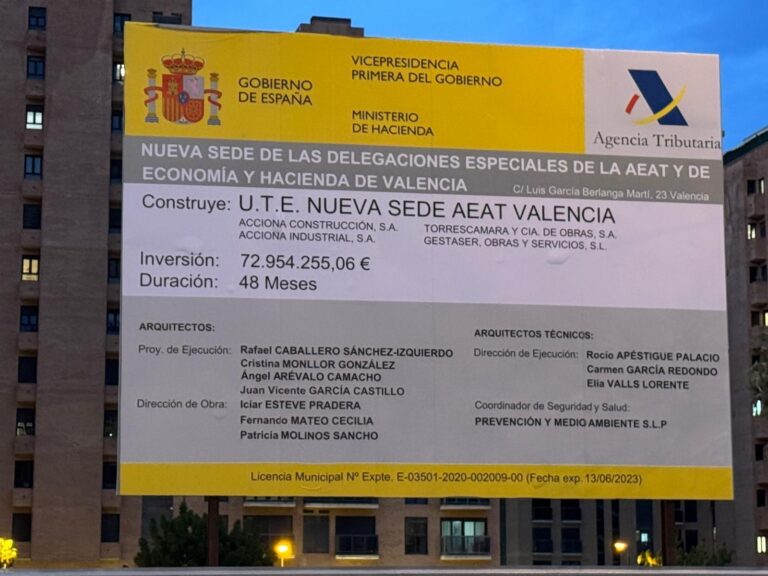 GOBIERNO
DE ESPAÑA
VICEPRESIDENCIA
PRIMERA DEL GOBIERNO
MINISTERIO
DE HACIENDA
Agencia Tributaria
NUEVA SEDE DE LAS DELEGACIONES ESPECIALES DE LA AEAT Y DE
ECONOMÍA Y HACIENDA DE VALENCIA
C/ Luis García Berlanga Martí, 23 Valencia
Construye: U.T.E. NUEVA SEDE AEAT VALENCIA
ACCIONA CONSTRUCCIÓN, S.A.
ACCIONA INDUSTRIAL, S.A.
TORRESCAMARA Y CIA. DE OBRAS, S.A.
GESTASER, OBRAS Y SERVICIOS, S.L.
Inversión: 72.954.255,06 €
Duración: 48 Meses
ARQUITECTOS:
Proy. de Ejecución: Rafael CABALLERO SÁNCHEZ-IZQUIERDO
Cristina MONLLOR GONZÁLEZ
Ángel ARÉVALO CAMACHO
Juan Vicente GARCÍA CASTILLO
Dirección de Obra: Iciar ESTEVE PRADERA
Fernando MATEO CECILIA
Patricia MOLINOS SANCHO
ARQUITECTOS TÉCNICOS:
Dirección de Ejecución: Rocío APÉSTIGUE PALACIO
Carmen GARCÍA REDONDO
Elia VALLS LORENTE
Coordinador de Seguridad y Salud:
PREVENCIÓN Y MEDIO AMBIENTE S.L.P
Licencia Municipal Nº Expte. E-03501-2020-002009-00 (Fecha exp. 13/06/2023)